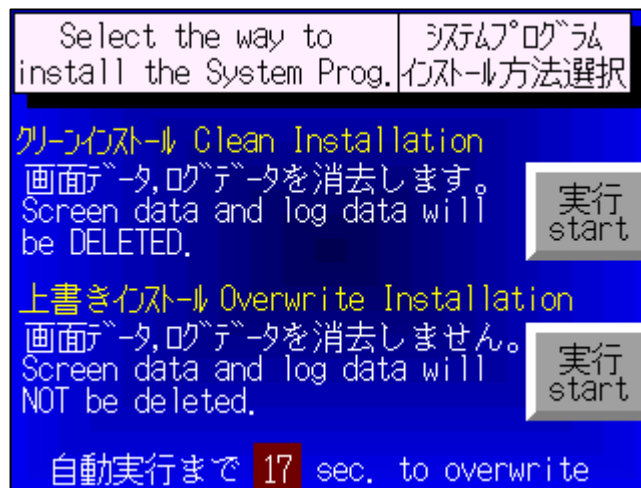 Select the way to
install the System Prog.
ｼｽﾃﾑﾌﾟﾛｸﾞﾗﾑ
ｲﾝｽﾄｰﾙ方法選択
ｸﾘｰﾝｲﾝｽﾄｰﾙ Clean Installation
画面ﾃﾞｰﾀ,ﾛｸﾞﾃﾞｰﾀを消去します。
Screen data and log data will
be DELETED.
実行
start
上書きｲﾝｽﾄｰﾙ Overwrite Installation
画面ﾃﾞｰﾀ,ﾛｸﾞﾃﾞｰﾀを消去しません。
Screen data and log data will
NOT be deleted.
実行
start
自動実行まで 17 sec. to overwrite